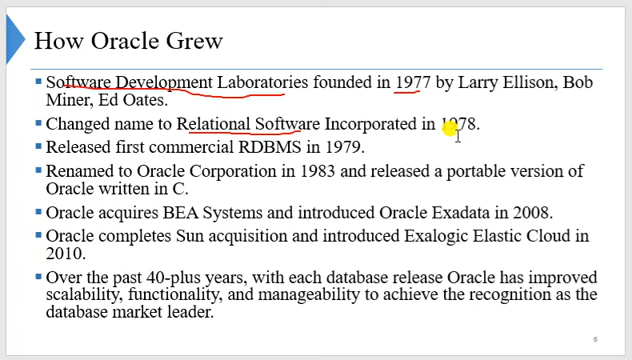 How Oracle Grew
Software Development Laboratories founded in 1977 by Larry Ellison, Bob
Miner, Ed Oates.
Changed name to Relational Software Incorporated in 1978.
Released first commercial RDBMS in 1979.
Renamed to Oracle Corporation in 1983 and released a portable version of
Oracle written in C.
Oracle acquires BEA Systems and introduced Oracle Exadata in 2008.
Oracle completes Sun acquisition and introduced Exalogic Elastic Cloud in
2010.
Over the past 40-plus years, with each database release Oracle has improved
scalability, functionality, and manageability to achieve the recognition as the
database market leader.
6